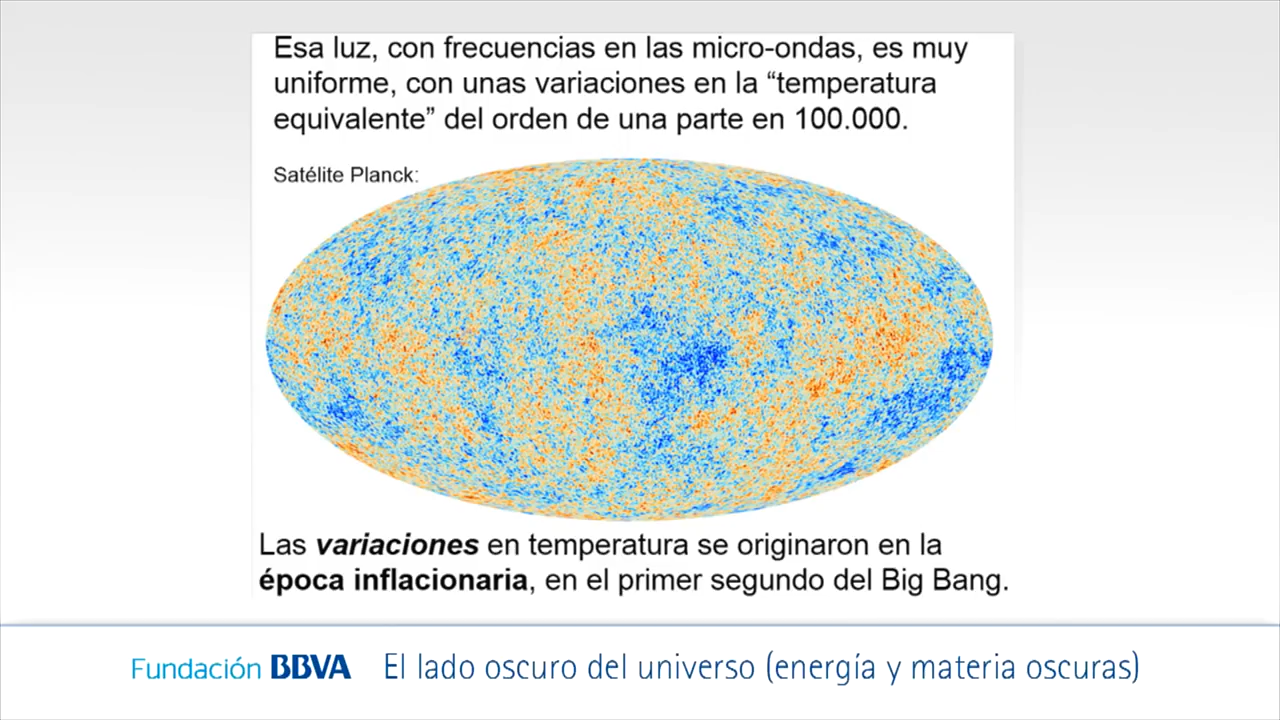 Esa luz, con frecuencias en las micro-ondas, es muy
uniforme, con unas variaciones en la “temperatura
equivalente” del orden de una parte en 100.000.
Satélite Planck:
Las variaciones en temperatura se originaron en la
época inflacionaria, en el primer segundo del Big Bang.
Fundación BBVA El lado oscuro del universo (energía y materia oscuras)